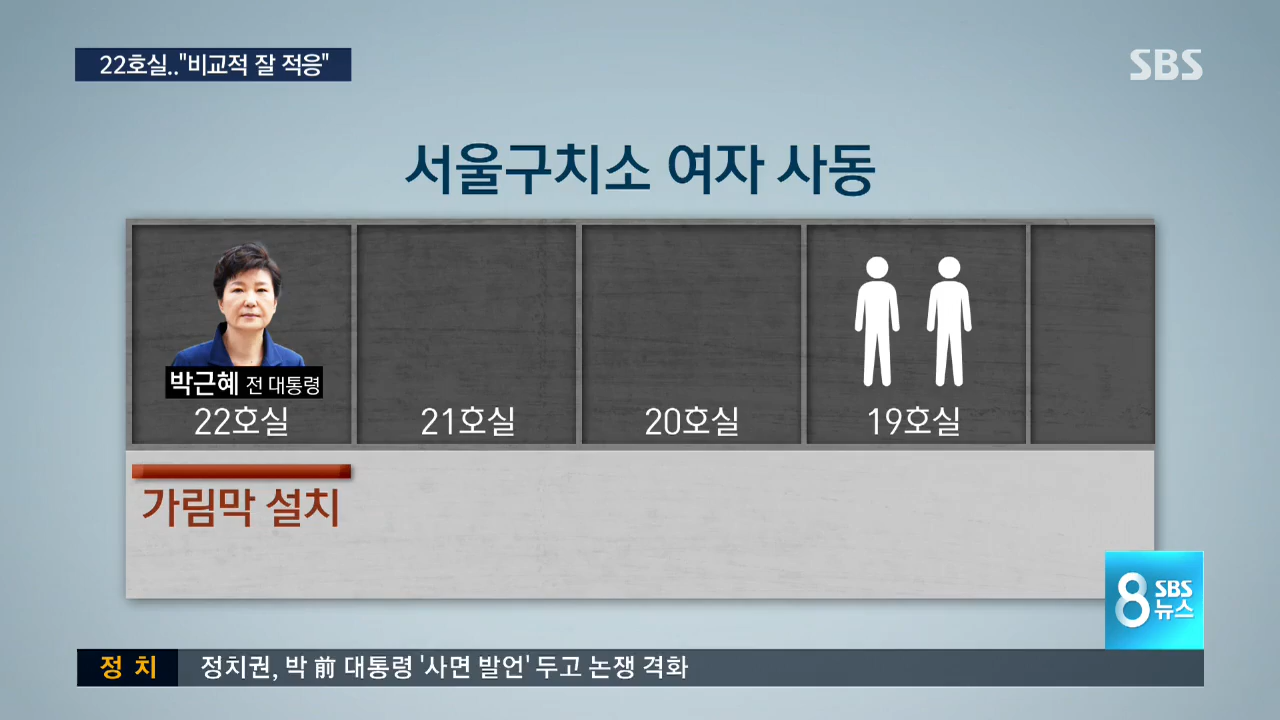 22호실.."비교적 잘 적응"
SBS
서울구치소 여자 사동
박근혜 전 대통령
22호실
21호실
20호실
19호실
가림막 설치
8 SBS 뉴스
정 치
정치권, 박 前 대통령 '사면 발언' 두고 논쟁 격화